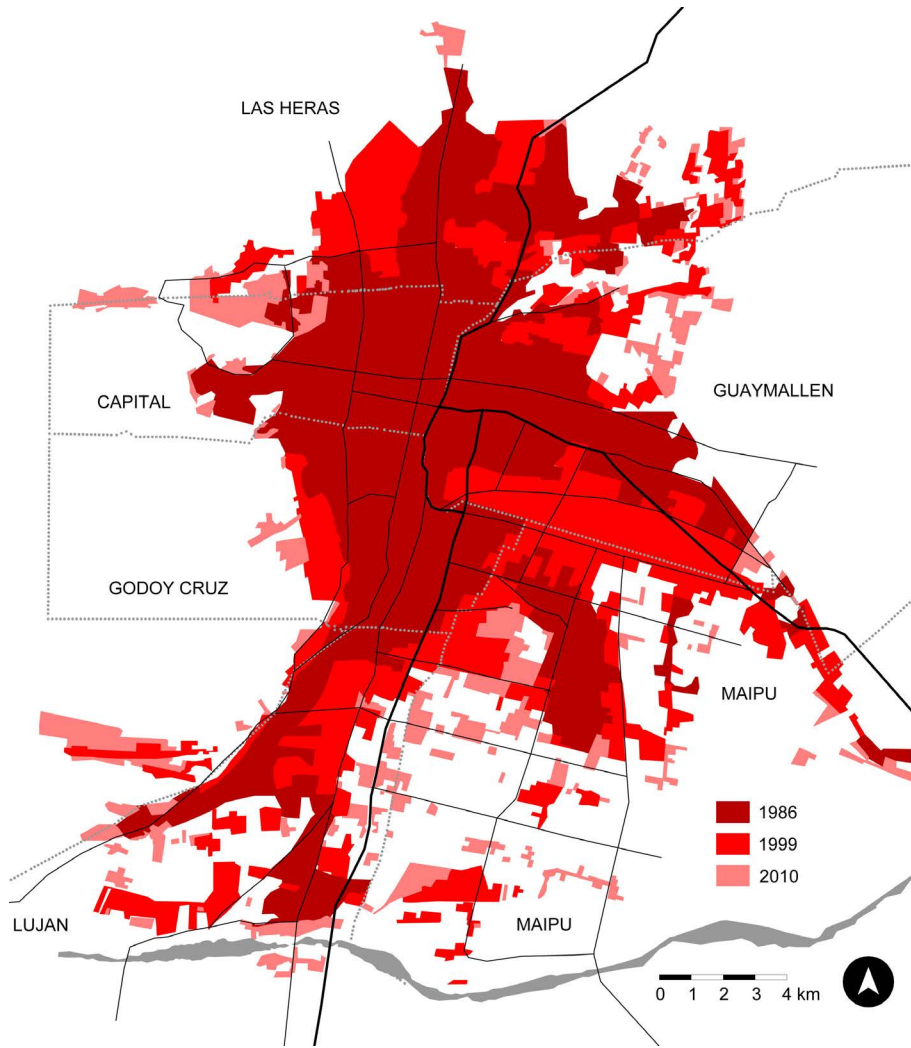 LAS HERAS
CAPITAL
GUAYMALLEN
GODOY CRUZ
MAIPU
1986
1999
2010
LUJAN
MAIPU
0 1 2 3 4 km